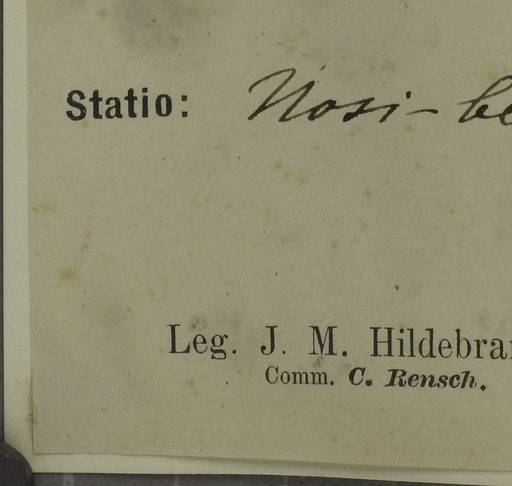 Statio: Nosi-be
Leg. J. M. Hildebra
Comm. C. Rensch.